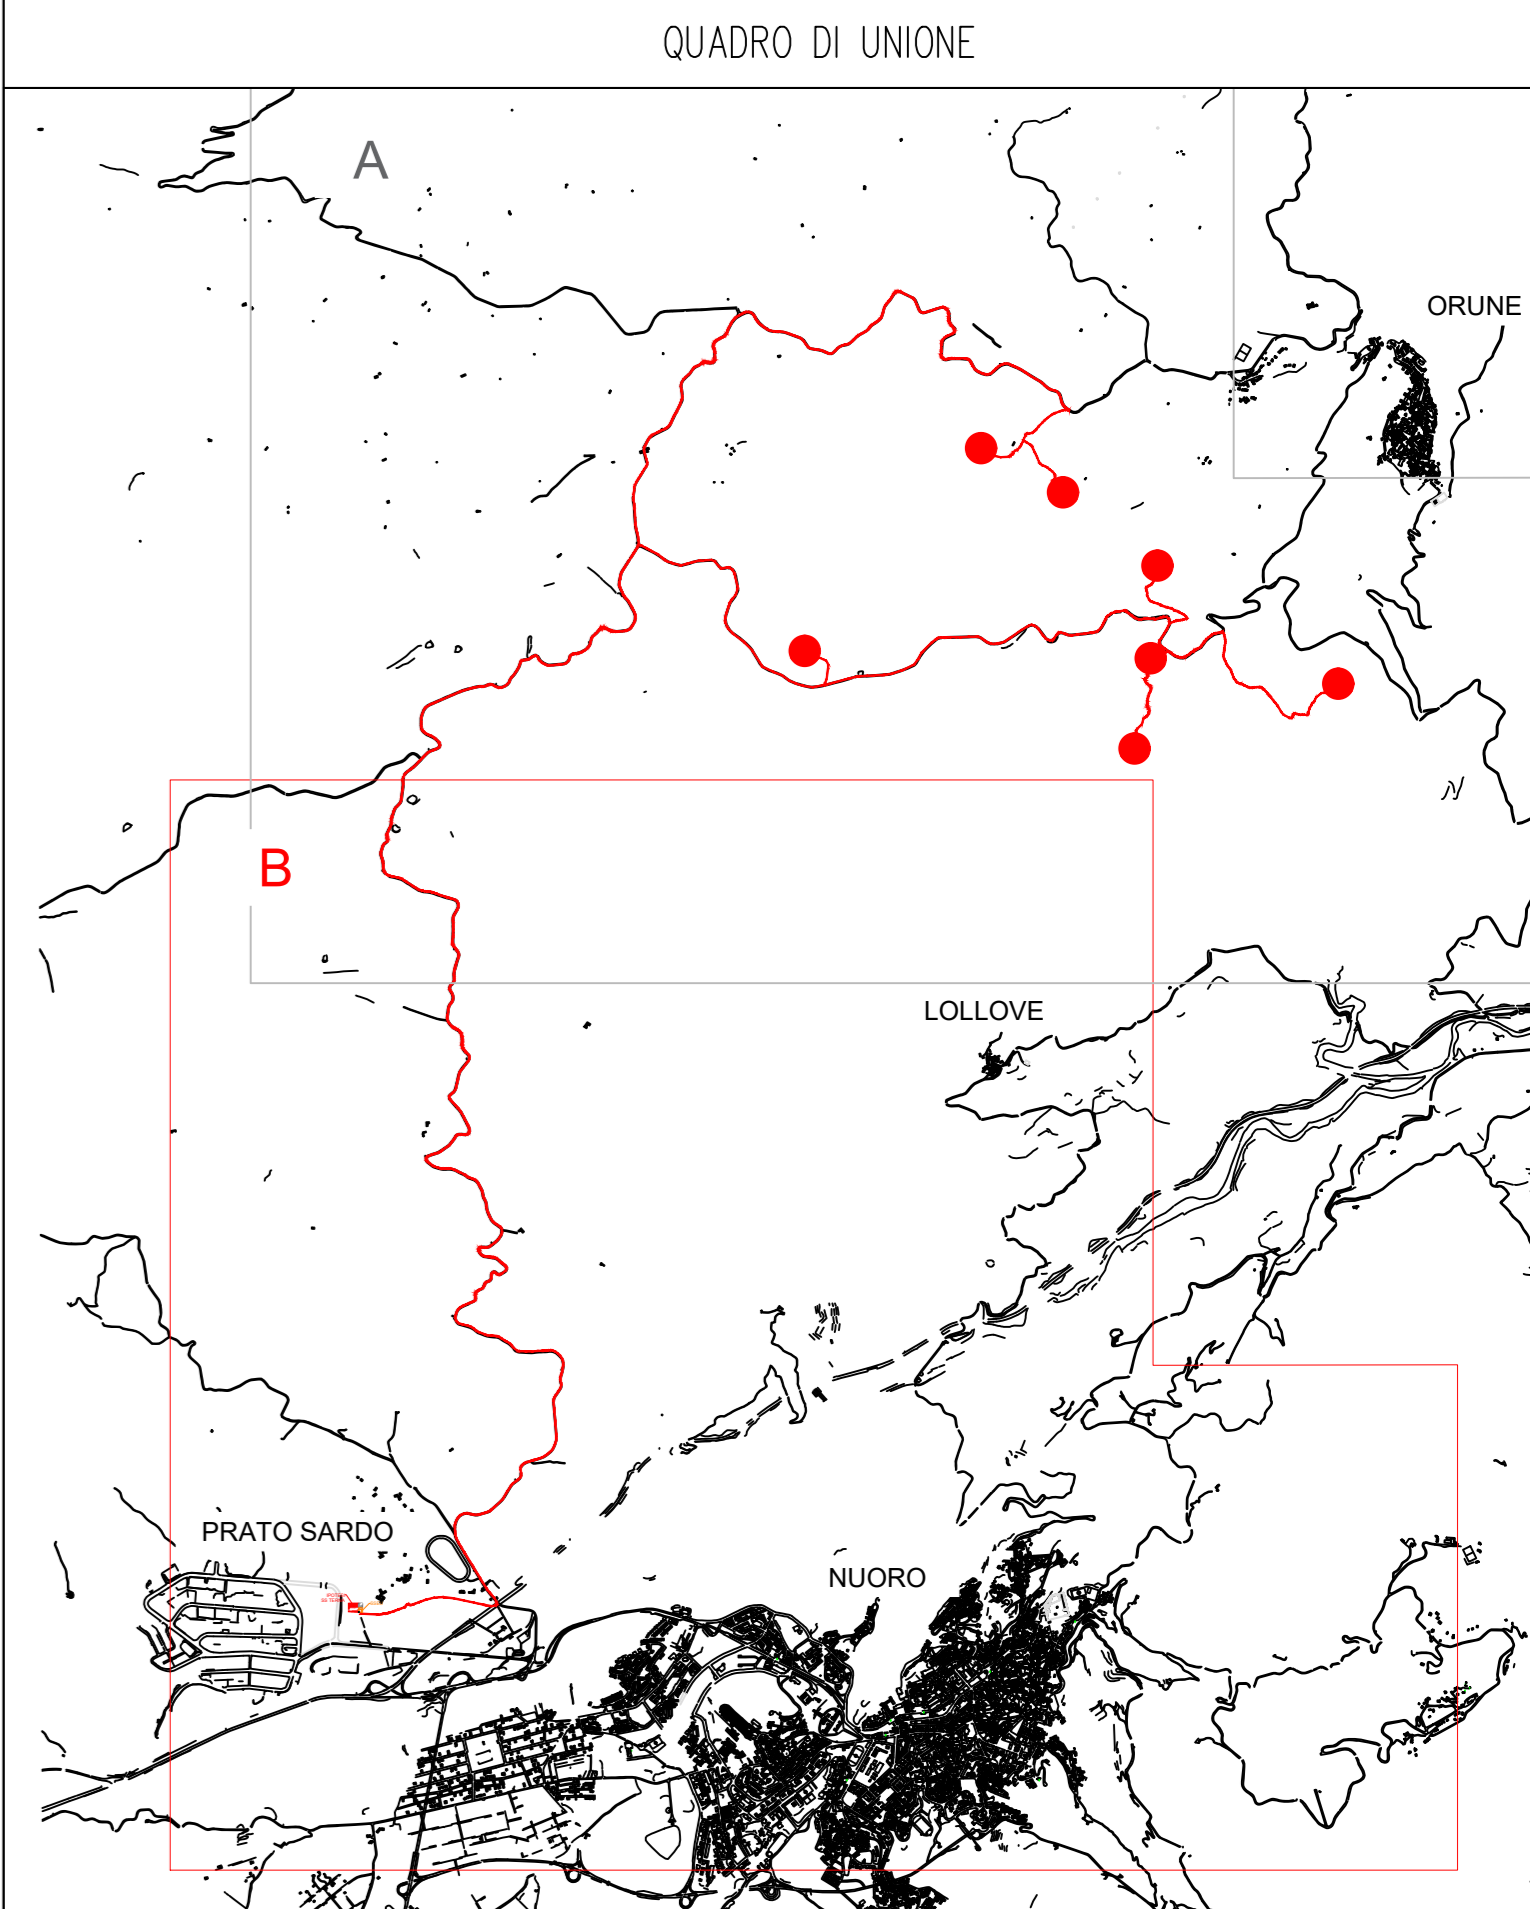 QUADRO DI UNIONE
A
ORUNE
B
LOLLOVE
PRATO SARDO
NUORO